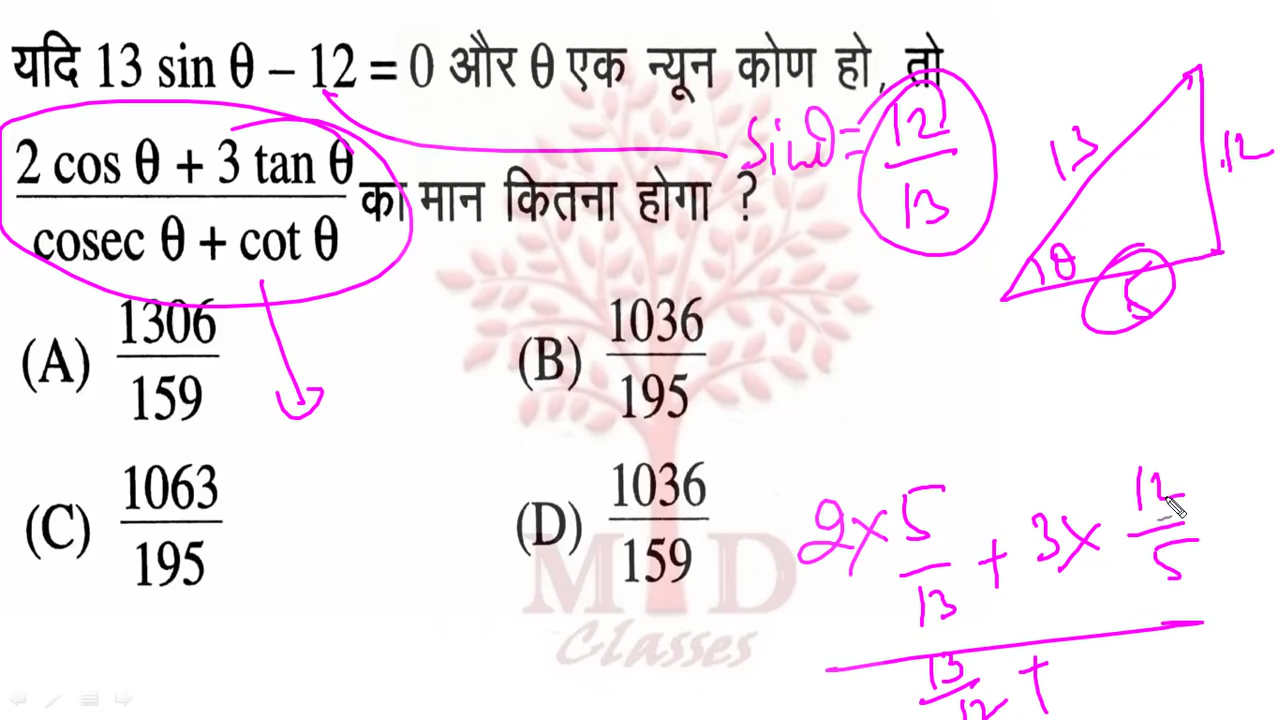 यदि 13 sin θ – 12 = 0 और θ एक न्यून कोण हो, तो
2 cos θ + 3 tan θ
cosec θ + cot θ
का मान कितना होगा ?
sinθ = 12
13
13
12
θ
5
(A) 1306
159
(B) 1036
195
(C) 1063
195
(D) 1036
159
2 × 5 + 3 × 12
13 5
13 +
12
MD
Classes